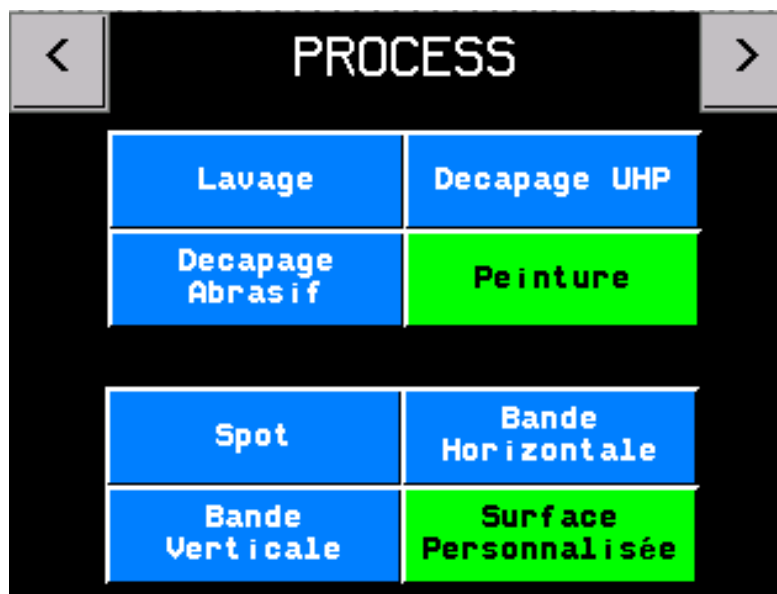 < PROCESS >
Lavage
Decapage UHP
Decapage
Abrasif
Peinture
Spot
Bande
Horizontale
Bande
Verticale
Surface
Personnalisée